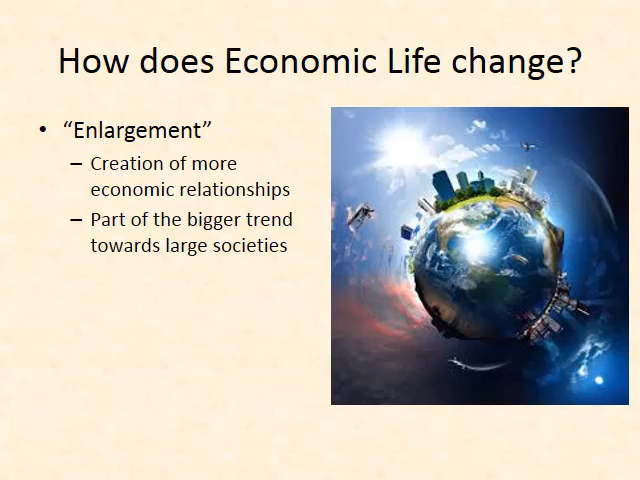 How does Economic Life change?
• “Enlargement”
– Creation of more
economic relationships
– Part of the bigger trend
towards large societies